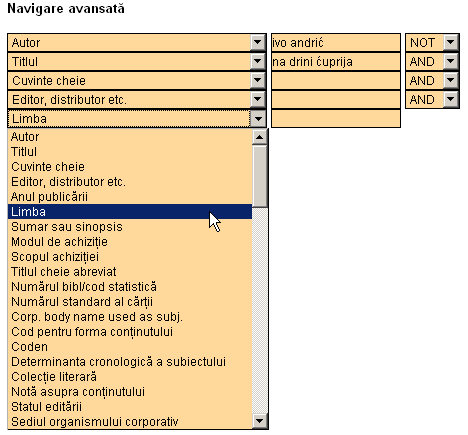 Navigare avansată
Autor ivo andrić NOT
Titlul na drini ćuprija AND
Cuvinte cheie AND
Editor, distributor etc. AND
Limba
Autor
Titlul
Cuvinte cheie
Editor, distributor etc.
Anul publicării
Limba
Sumar sau sinopsis
Modul de achiziție
Scopul achiziției
Titlul cheie abreviat
Numărul bibl/cod statistică
Numărul standard al cărții
Corp. body name used as subj.
Cod pentru forma conținutului
Coden
Determinanta cronologică a subiectului
Colecție literară
Notă asupra conținutului
Statul editării
Sediul organismului corporativ